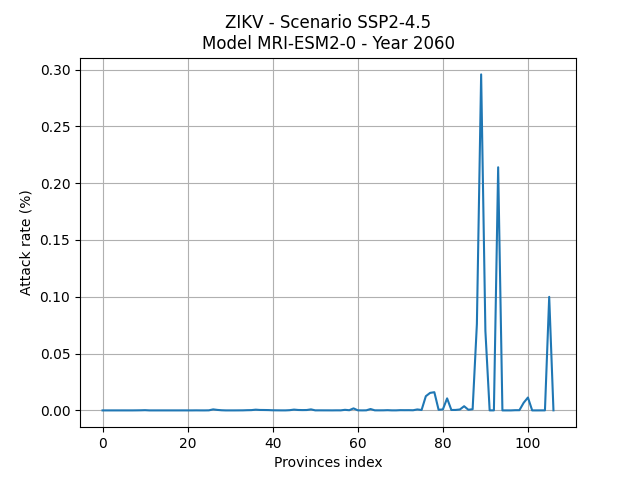 ZIKV - Scenario SSP2-4.5
Model MRI-ESM2-0 - Year 2060
0.30
0.25
0.20
0.15
0.10
0.05
0.00
Attack rate (%)
0 20 40 60 80 100
Provinces index